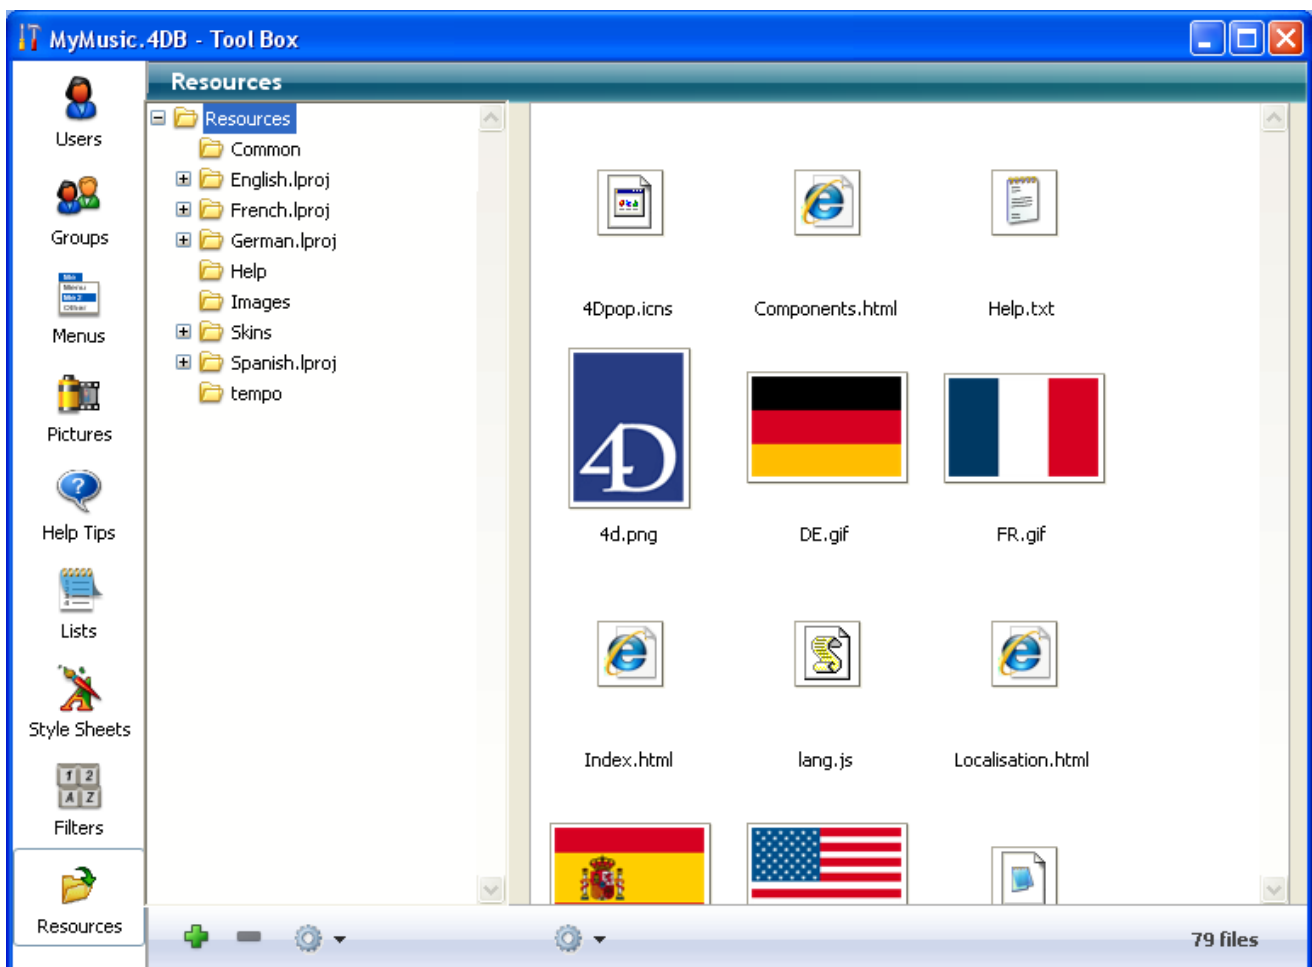 MyMusic.4DB - Tool Box
Users
Groups
Menus
Pictures
Help Tips
Lists
Style Sheets
Filters
Resources
Resources
Resources
Common
English.lproj
French.lproj
German.lproj
Help
Images
Skins
Spanish.lproj
tempo
4Dpop.icns
Components.html
Help.txt
4D
4d.png
DE.gif
FR.gif
Index.html
lang.js
Localisation.html
79 files